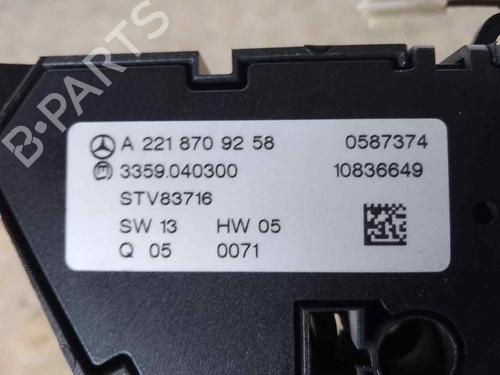 B-PARTS
A 221 870 92 58 0587374
3359.040300 10836649
STV83716
SW 13 HW 05
Q 05 0071